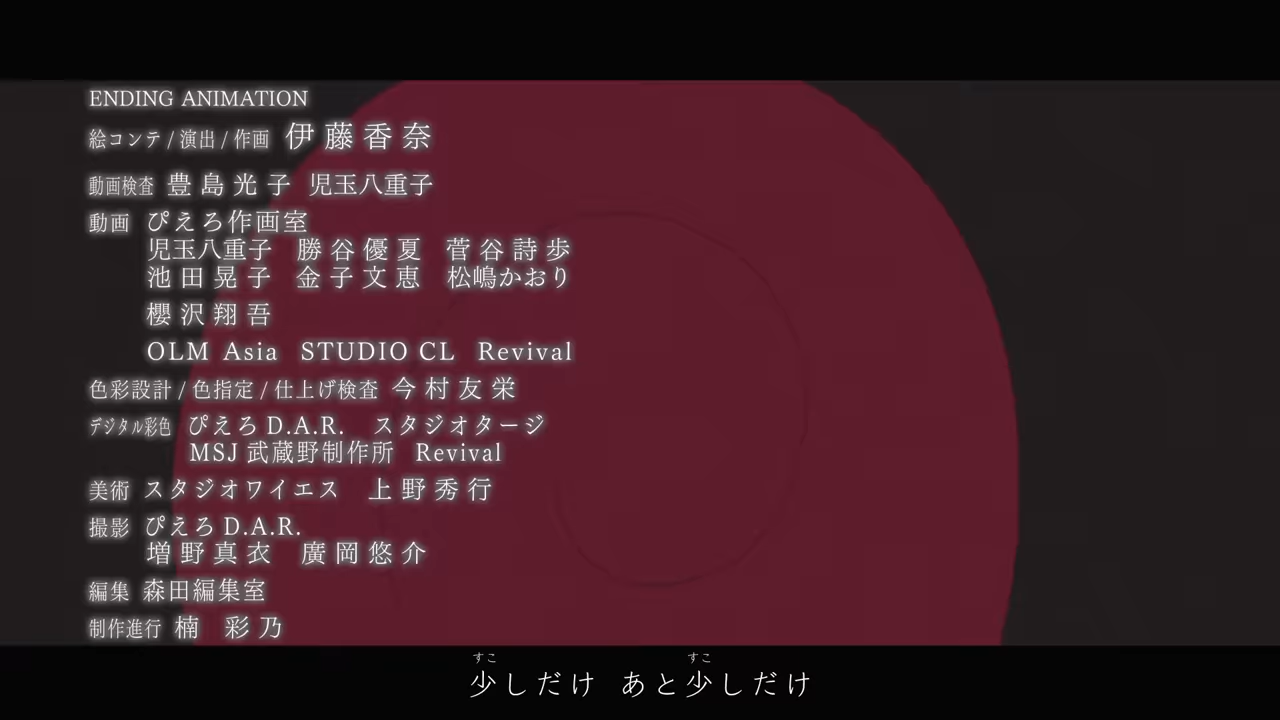 ENDING ANIMATION
絵コンテ / 演出 / 作画 伊藤香奈
動画検査 豊島光子 児玉八重子
動画 ぴえろ作画室
児玉八重子 勝谷優夏 菅谷詩歩
池田晃子 金子文恵 松嶋かおり
櫻沢翔吾
OLM Asia STUDIO CL Revival
色彩設計 / 色指定 / 仕上げ検査 今村友栄
デジタル彩色 ぴえろ D.A.R. スタジオタージ
MSJ 武蔵野制作所 Revival
美術 スタジオワイエス 上野秀行
撮影 ぴえろ D.A.R.
増野真衣 廣岡悠介
編集 森田編集室
制作進行 楠 彩乃
すこ すこ
少しだけ あと少しだけ